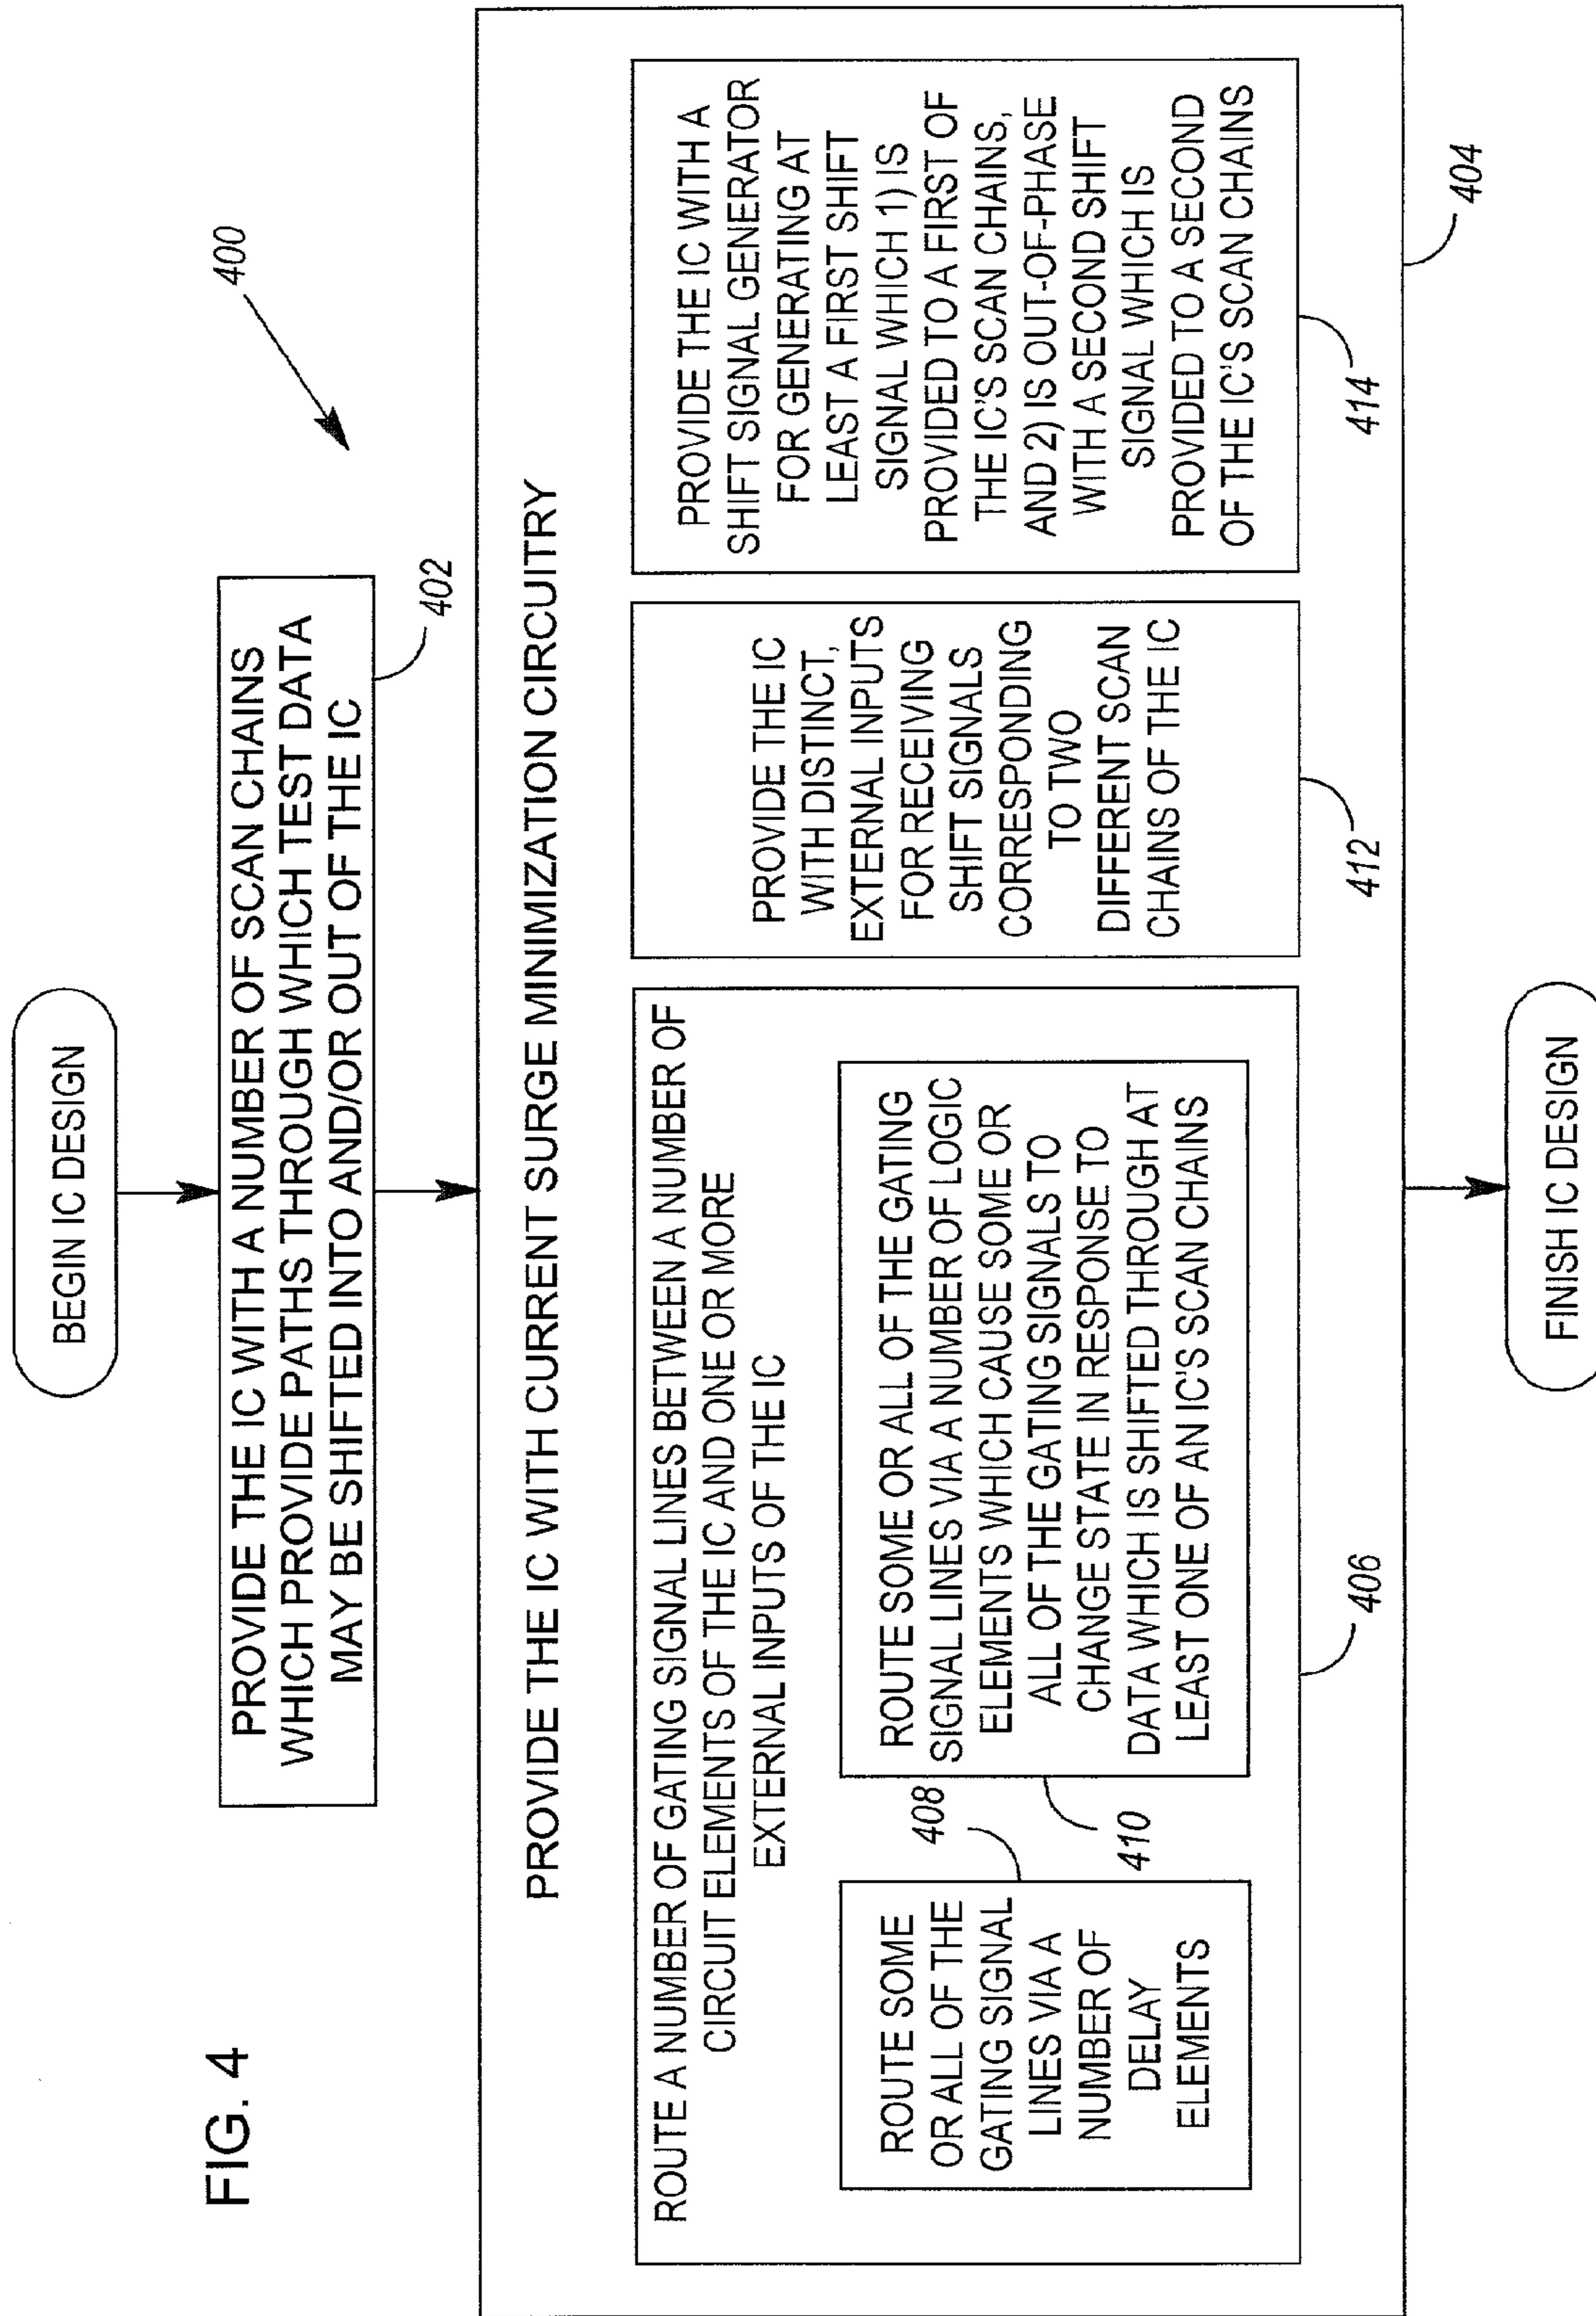 FIG. 4
400
BEGIN IC DESIGN
PROVIDE THE IC WITH A NUMBER OF SCAN CHAINS
WHICH PROVIDE PATHS THROUGH WHICH TEST DATA
MAY BE SHIFTED INTO AND/OR OUT OF THE IC
402
PROVIDE THE IC WITH CURRENT SURGE MINIMIZATION CIRCUITRY
ROUTE A NUMBER OF GATING SIGNAL LINES BETWEEN A NUMBER OF
CIRCUIT ELEMENTS OF THE IC AND ONE OR MORE
EXTERNAL INPUTS OF THE IC
ROUTE SOME
OR ALL OF THE
GATING SIGNAL
LINES VIA A
NUMBER OF
DELAY
ELEMENTS
408
ROUTE SOME OR ALL OF THE GATING
SIGNAL LINES VIA A NUMBER OF LOGIC
ELEMENTS WHICH CAUSE SOME OR
ALL OF THE GATING SIGNALS TO
CHANGE STATE IN RESPONSE TO
DATA WHICH IS SHIFTED THROUGH AT
LEAST ONE OF AN IC'S SCAN CHAINS
410
406
PROVIDE THE IC
WITH DISTINCT,
EXTERNAL INPUTS
FOR RECEIVING
SHIFT SIGNALS
CORRESPONDING
TO TWO
DIFFERENT SCAN
CHAINS OF THE IC
412
PROVIDE THE IC WITH A
SHIFT SIGNAL GENERATOR
FOR GENERATING AT
LEAST A FIRST SHIFT
SIGNAL WHICH 1) IS
PROVIDED TO A FIRST OF
THE IC'S SCAN CHAINS,
AND 2) IS OUT-OF-PHASE
WITH A SECOND SHIFT
SIGNAL WHICH IS
PROVIDED TO A SECOND
OF THE IC'S SCAN CHAINS
414
404
FINISH IC DESIGN